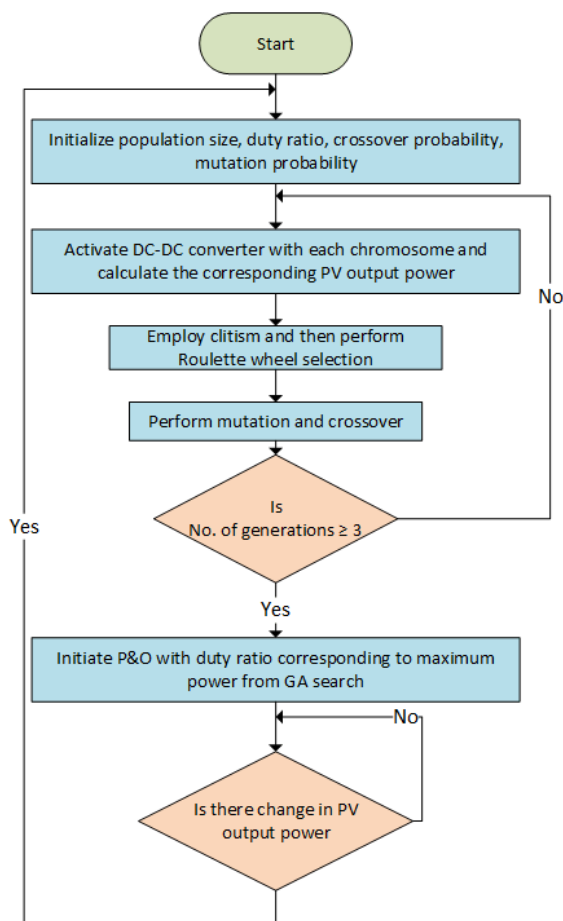 Start
Initialize population size, duty ratio, crossover probability,
mutation probability
Activate DC-DC converter with each chromosome and
calculate the corresponding PV output power
No
Employ clitism and then perform
Roulette wheel selection
Perform mutation and crossover
Is
No. of generations ≥ 3
Yes
Yes
Initiate P&O with duty ratio corresponding to maximum
power from GA search
No
Is there change in PV
output power